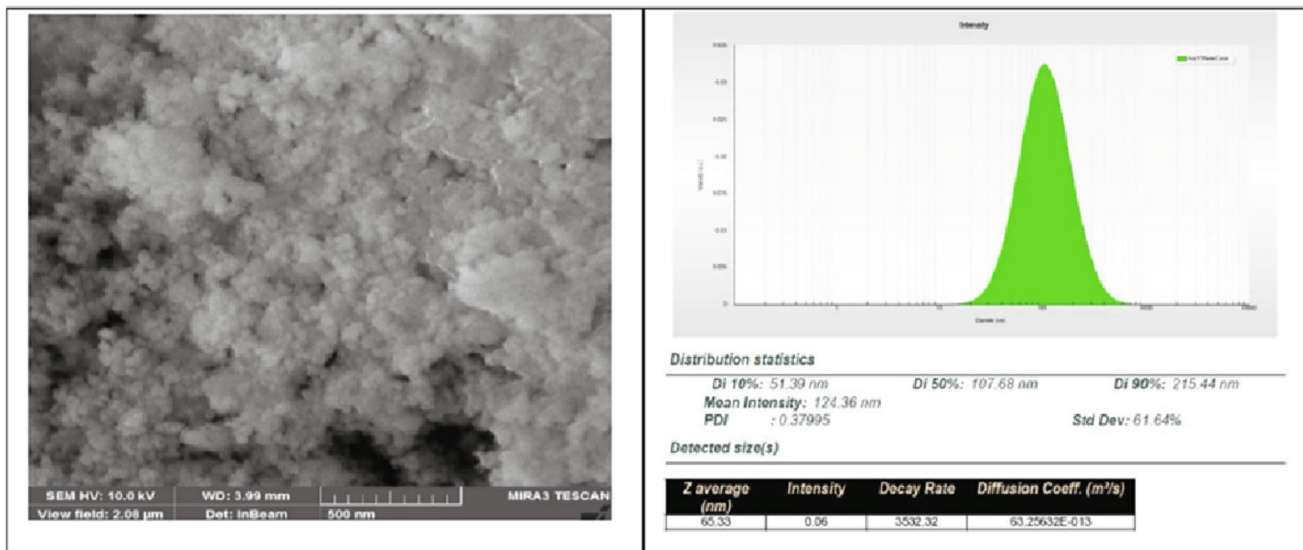 SEM HV: 10.0 kV WD: 3.99 mm MIRA3 TESCAN
View field: 2.08 µm Det: InBeam 500 nm
Intensity
Distribution statistics
Di 10%: 51.39 nm Di 50%: 107.68 nm Di 90%: 215.44 nm
Mean Intensity: 124.36 nm
PDI : 0.37995 Std Dev: 61.64%
Detected size(s)
Z average (nm) Intensity Decay Rate Diffusion Coeff. (m²/s)
65.33 0.06 3532.32 63.25632E-013